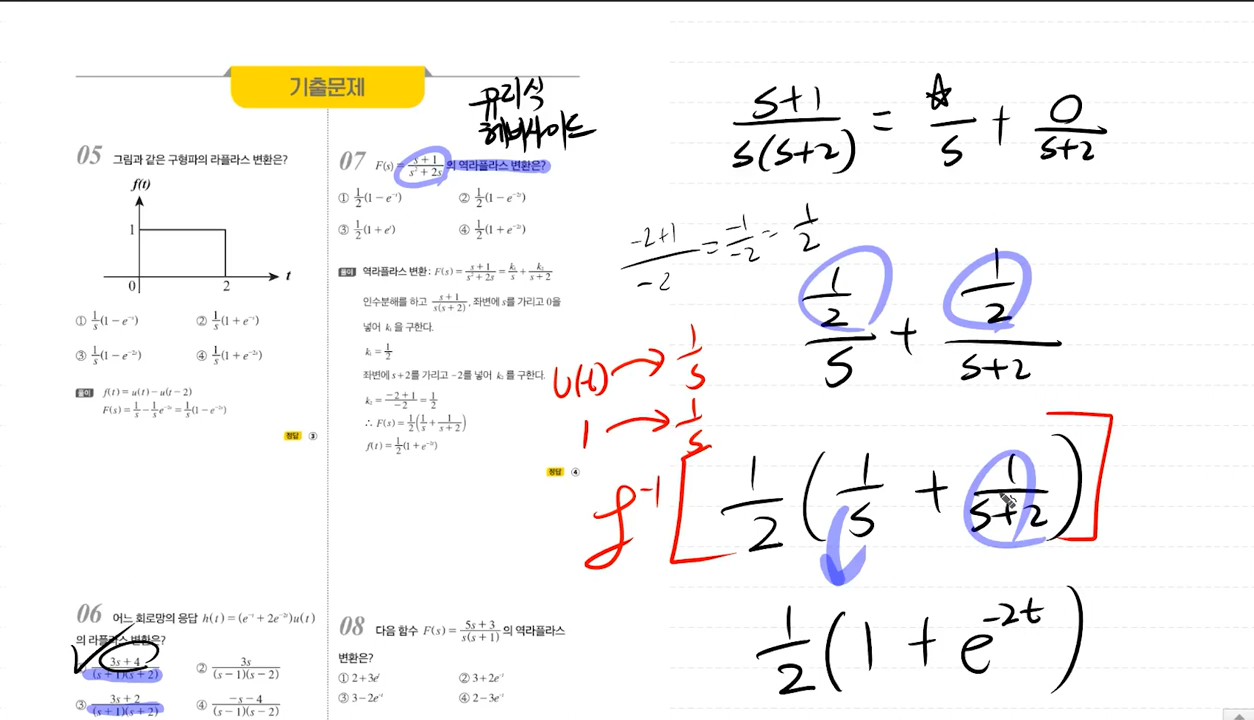 기출문제
유리식
헤비사이드
05 그림과 같은 구형파의 라플라스 변환은?
f(t)
1
0
2
t
① 1/s(1-e^{-t}) ② 1/s(1+e^{-t})
③ 1/s(1-e^{-2s}) ④ 1/s(1+e^{-2s})
풀이 f(t)=u(t)-u(t-2)
F(s)=1/s-1/s e^{-2s}=1/s(1-e^{-2s})
정답 ③
06 어느 회로망의 응답 h(t)=(e^{-t}+2e^{-2t})u(t)
의 라플라스 변환은?
3s+4/(s+1)(s+2) ② 3s/(s-1)(s-2)
③ 3s+2/(s+1)(s+2) ④ -s-4/(s-1)(s-2)
07 F(s)=s+1/s²+2s의 역라플라스 변환은?
① 1/2(1-e^{-t}) ② 1/2(1-e^{-2t})
③ 1/2(1+e^{t}) ④ 1/2(1+e^{-2t})
풀이 역라플라스 변환: F(s)=s+1/s²+2s=k₁/s+k₂/s+2
인수분해를 하고 s+1/s(s+2), 좌변에 s를 가리고 0을
넣어 k₁을 구한다.
k₁=1/2
좌변에 s+2를 가리고 -2를 넣어 k₂를 구한다.
k₂=-2+1/-2=1/2
∴ F(s)=1/2(1/s+1/s+2)
f(t)=1/2(1+e^{-2t})
정답 ④
08 다음 함수 F(s)=5s+3/s(s+1)의 역라플라스
변환은?
① 2+3e^{t} ② 3+2e^{-t}
③ 3-2e^{-t} ④ 2-3e^{-t}
s+1/s(s+2) = ☆/s + 0/s+2
-2+1/-2 = -1/-2 = 1/2
1/2/s + 1/2/s+2
u(t) → 1/s
1 → 1/s
ℒ^{-1}[1/2(1/s + 1/s+2)]
1/2(1+e^{-2t})